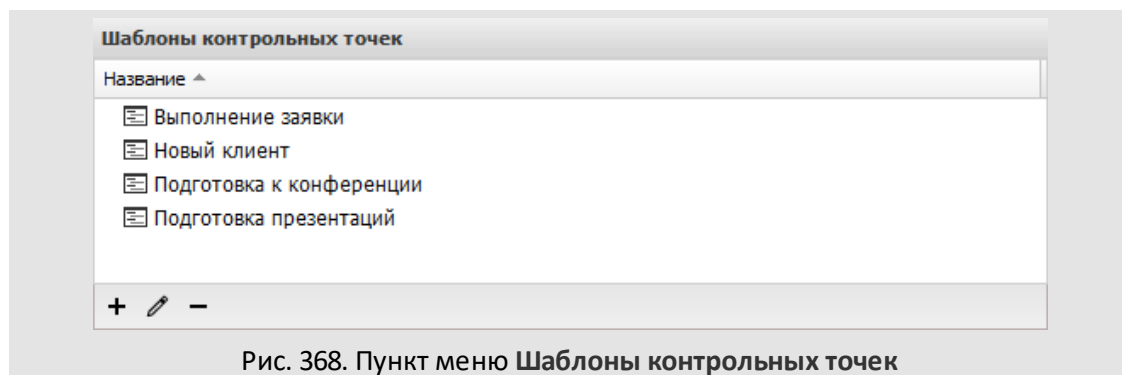 Шаблоны контрольных точек
Название
Выполнение заявки
Новый клиент
Подготовка к конференции
Подготовка презентаций
Рис. 368. Пункт меню Шаблоны контрольных точек